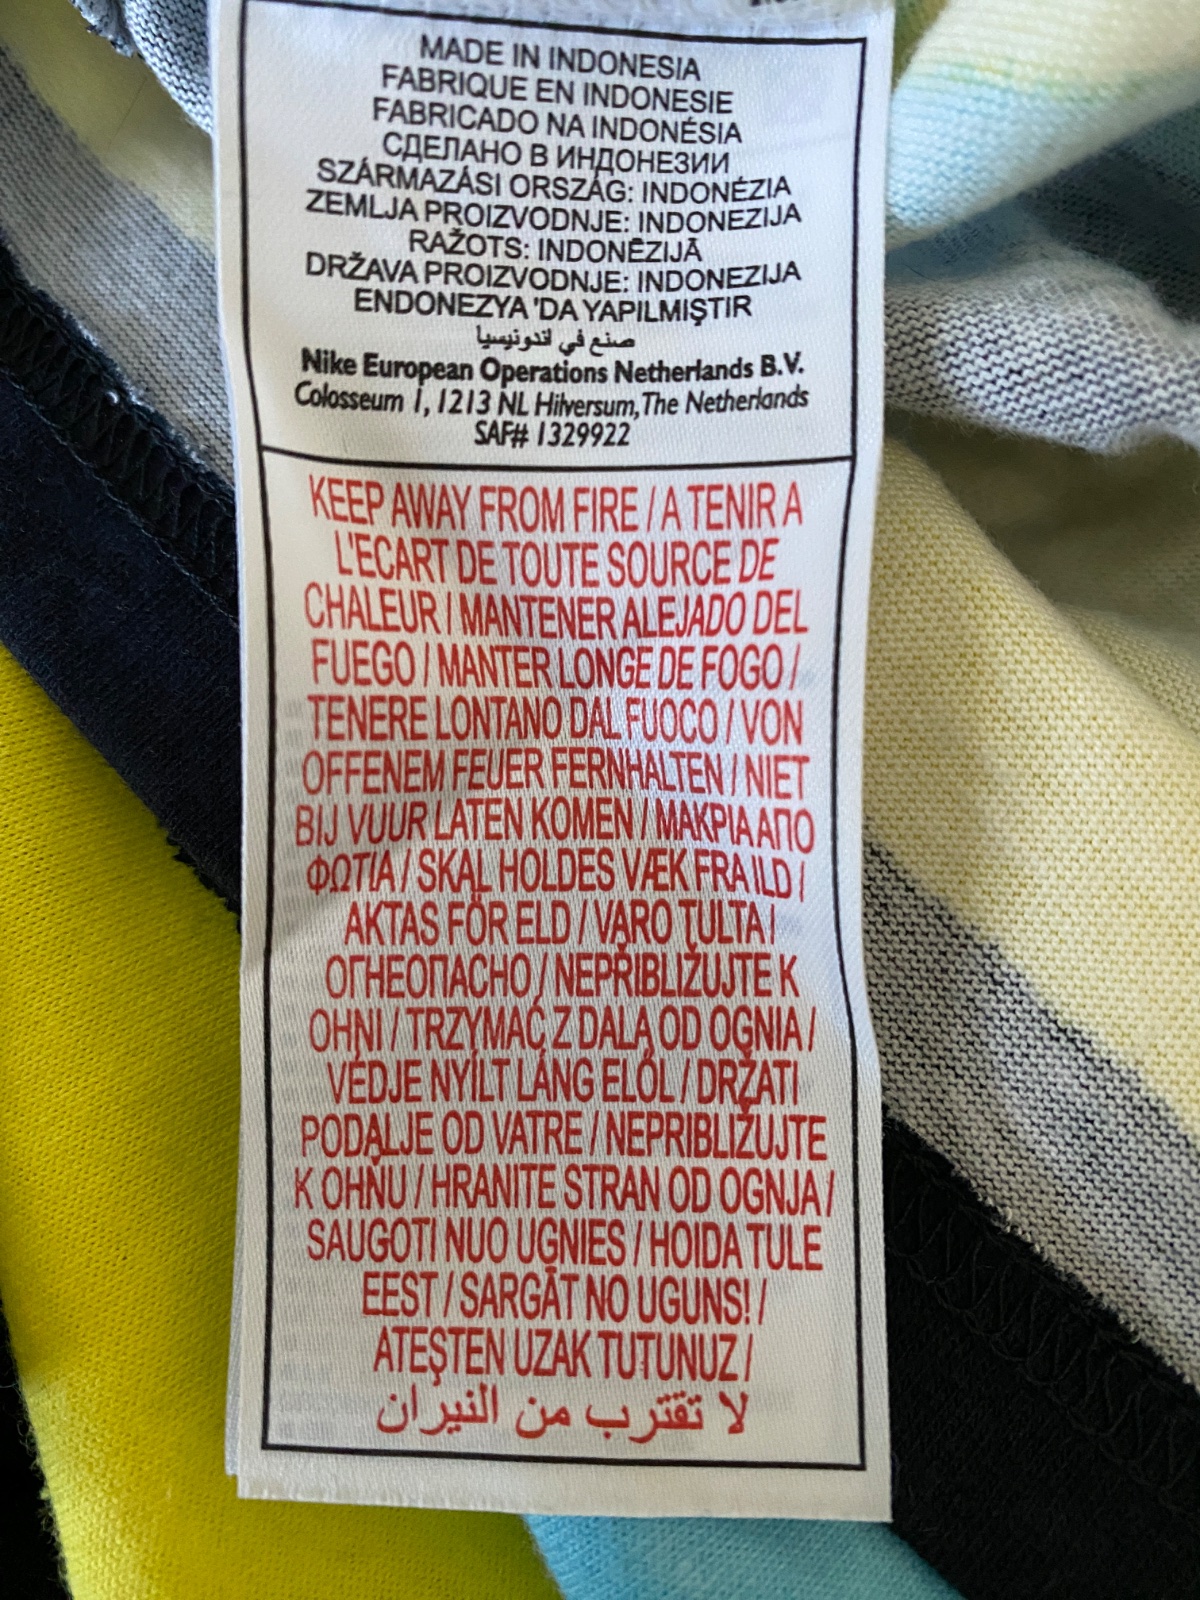 MADE IN INDONESIA
FABRIQUE EN INDONESIE
FABRICADO NA INDONÉSIA
СДЕЛАНО В ИНДОНЕЗИИ
SZÁRMAZÁSI ORSZÁG: INDONÉZIA
ZEMLJA PROIZVODNJE: INDONEZIJA
RAŽOTS: INDONĒZIJĀ
DRŽAVA PROIZVODNJE: INDONEZIJA
ENDONEZYA 'DA YAPILMIŞTIR
صنع في اندونيسيا
Nike European Operations Netherlands B.V.
Colosseum 1, 1213 NL Hilversum, The Netherlands
SAF# 1329922
KEEP AWAY FROM FIRE / A TENIR A
L'ECART DE TOUTE SOURCE DE
CHALEUR / MANTENER ALEJADO DEL
FUEGO / MANTER LONGE DE FOGO /
TENERE LONTANO DAL FUOCO / VON
OFFENEM FEUER FERNHALTEN / NIET
BIJ VUUR LATEN KOMEN / ΜΑΚΡΙΑ ΑΠΟ
ΦΩΤΙΑ / SKAL HOLDES VÆK FRA ILD /
AKTAS FÖR ELD / VARO TULTA /
ОГНЕОПАСНО / NEPŘIBLIŽUJTE K
OHNI / TRZYMAĆ Z DALA OD OGNIA /
VÉDJE NYÍLT LÁNG ELŐL / DRŽATI
PODALJE OD VATRE / NEPRIBLIŽUJTE
K OHŇU / HRANITE STRAN OD OGNJA /
SAUGOTI NUO UGNIES / HOIDA TULE
EEST / SARGĀT NO UGUNS! /
ATEŞTEN UZAK TUTUNUZ /
لا تقترب من النيران